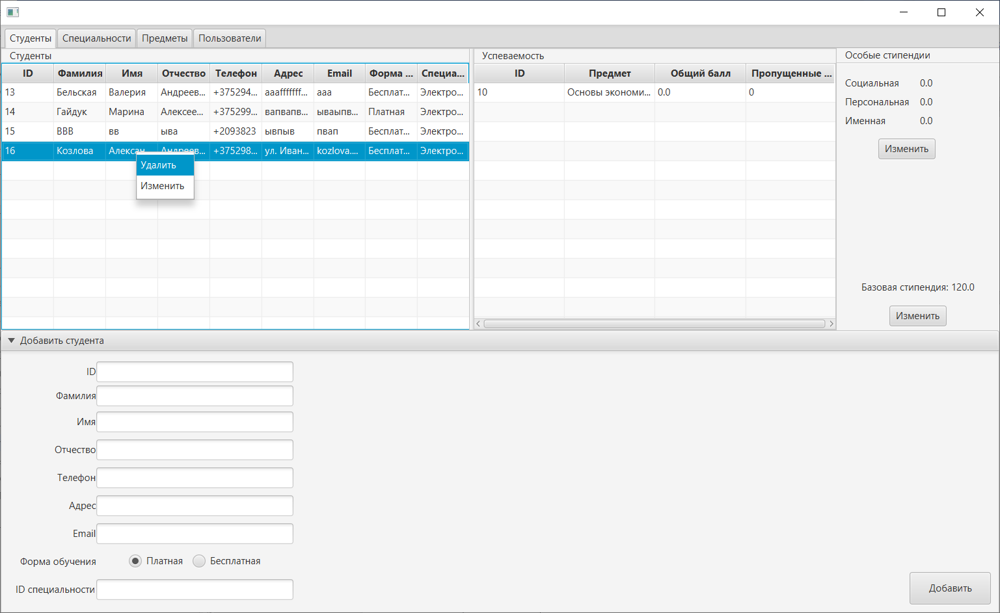 Студенты Специальности Предметы Пользователи
Студенты
ID Фамилия Имя Отчество Телефон Адрес Email Форма ... Специа...
13 Бельская Валерия Андреев... +375294... aaafffffff... aaa Бесплат... Электро...
14 Гайдук Марина Алексее... +375299... вапвапв... ываыпв... Платная Электро...
15 ВВВ вв ыва +2093823 ывпыв пвап Бесплат... Электро...
16 Козлова Алексан Андреев... +375298... ул. Иван... kozlova.... Бесплат... Электро...
Удалить
Изменить
Успеваемость
ID Предмет Общий балл Пропущенные ...
10 Основы экономи... 0.0 0
Особые стипендии
Социальная 0.0
Персональная 0.0
Именная 0.0
Изменить
Базовая стипендия: 120.0
Изменить
Добавить студента
ID
Фамилия
Имя
Отчество
Телефон
Адрес
Email
Форма обучения Платная Бесплатная
ID специальности
Добавить